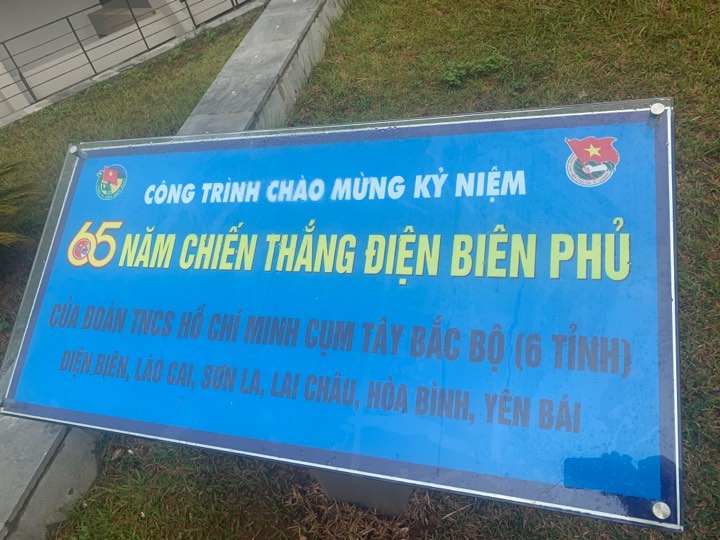 CÔNG TRÌNH CHÀO MỪNG KỶ NIỆM
65 NĂM CHIẾN THẮNG ĐIỆN BIÊN PHỦ
CỦA ĐOÀN TNCS HỒ CHÍ MINH CỤM TÂY BẮC BỘ (6 TỈNH)
ĐIỆN BIÊN, LÀO CAI, SƠN LA, LAI CHÂU, HÒA BÌNH, YÊN BÁI